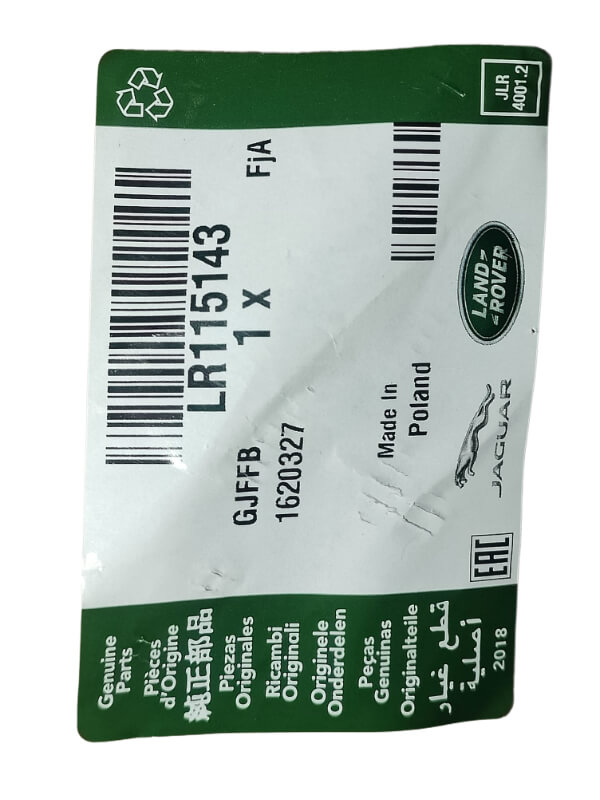 Genuine
Parts
Pièces
d'Origine
純正部品
Piezas
Originales
Ricambi
Originali
Originele
Onderdelen
Peças
Genuinas
Originalteile
قطع غيار
أصلية
2018
LR115143
1 X
FjA
GJFFB
1620327
Made In
Poland
EAC
JAGUAR
LAND
ROVER
JLR
4001.2